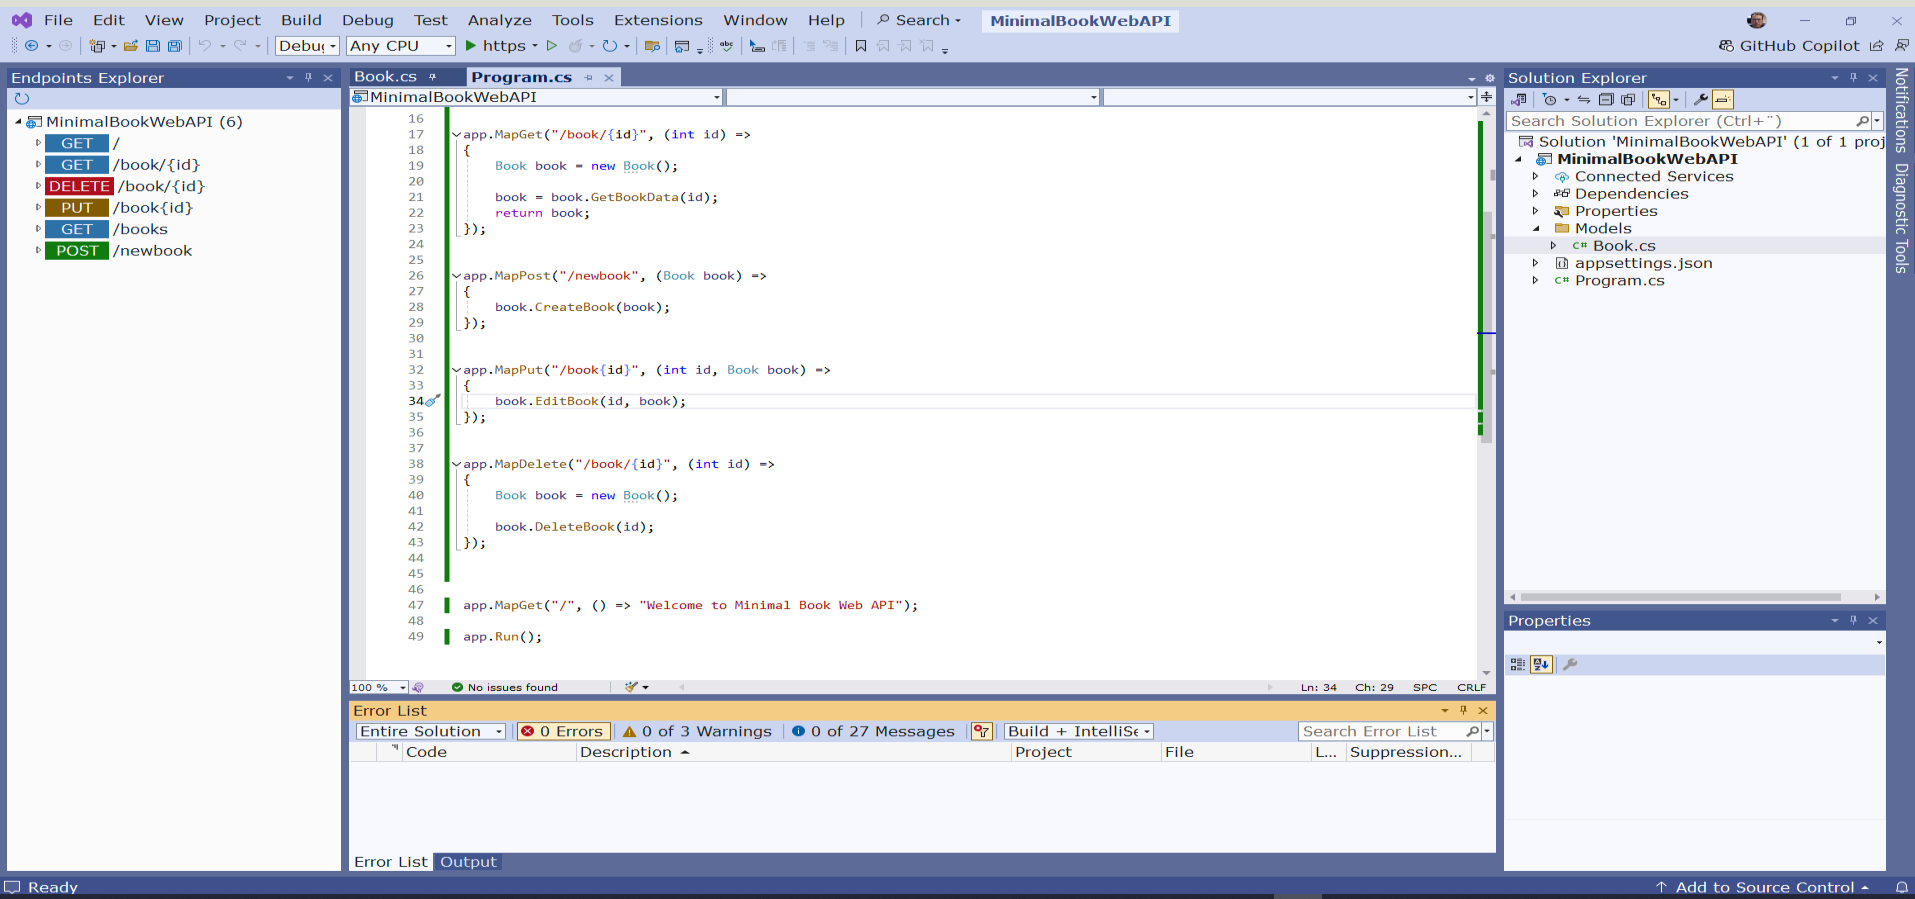 File Edit View Project Build Debug Test Analyze Tools Extensions Window Help Search MinimalBookWebAPI
Debug Any CPU https GitHub Copilot
Endpoints Explorer
MinimalBookWebAPI (6)
GET /
GET /book/{id}
DELETE /book/{id}
PUT /book{id}
GET /books
POST /newbook
Book.cs Program.cs
MinimalBookWebAPI
16
17 app.MapGet("/book/{id}", (int id) =>
18 {
19 Book book = new Book();
20
21 book = book.GetBookData(id);
22 return book;
23 });
24
25
26 app.MapPost("/newbook", (Book book) =>
27 {
28 book.CreateBook(book);
29 });
30
31
32 app.MapPut("/book{id}", (int id, Book book) =>
33 {
34 book.EditBook(id, book);
35 });
36
37
38 app.MapDelete("/book/{id}", (int id) =>
39 {
40 Book book = new Book();
41
42 book.DeleteBook(id);
43 });
44
45
46
47 app.MapGet("/", () => "Welcome to Minimal Book Web API");
48
49 app.Run();
100 % No issues found Ln: 34 Ch: 29 SPC CRLF
Error List
Entire Solution 0 Errors 0 of 3 Warnings 0 of 27 Messages Build + IntelliSe Search Error List
Code Description Project File L... Suppression...
Error List Output
Solution Explorer
Search Solution Explorer (Ctrl+¨)
Solution 'MinimalBookWebAPI' (1 of 1 proj
MinimalBookWebAPI
Connected Services
Dependencies
Properties
Models
C# Book.cs
appsettings.json
C# Program.cs
Properties
Notifications
Diagnostic Tools
Ready Add to Source Control